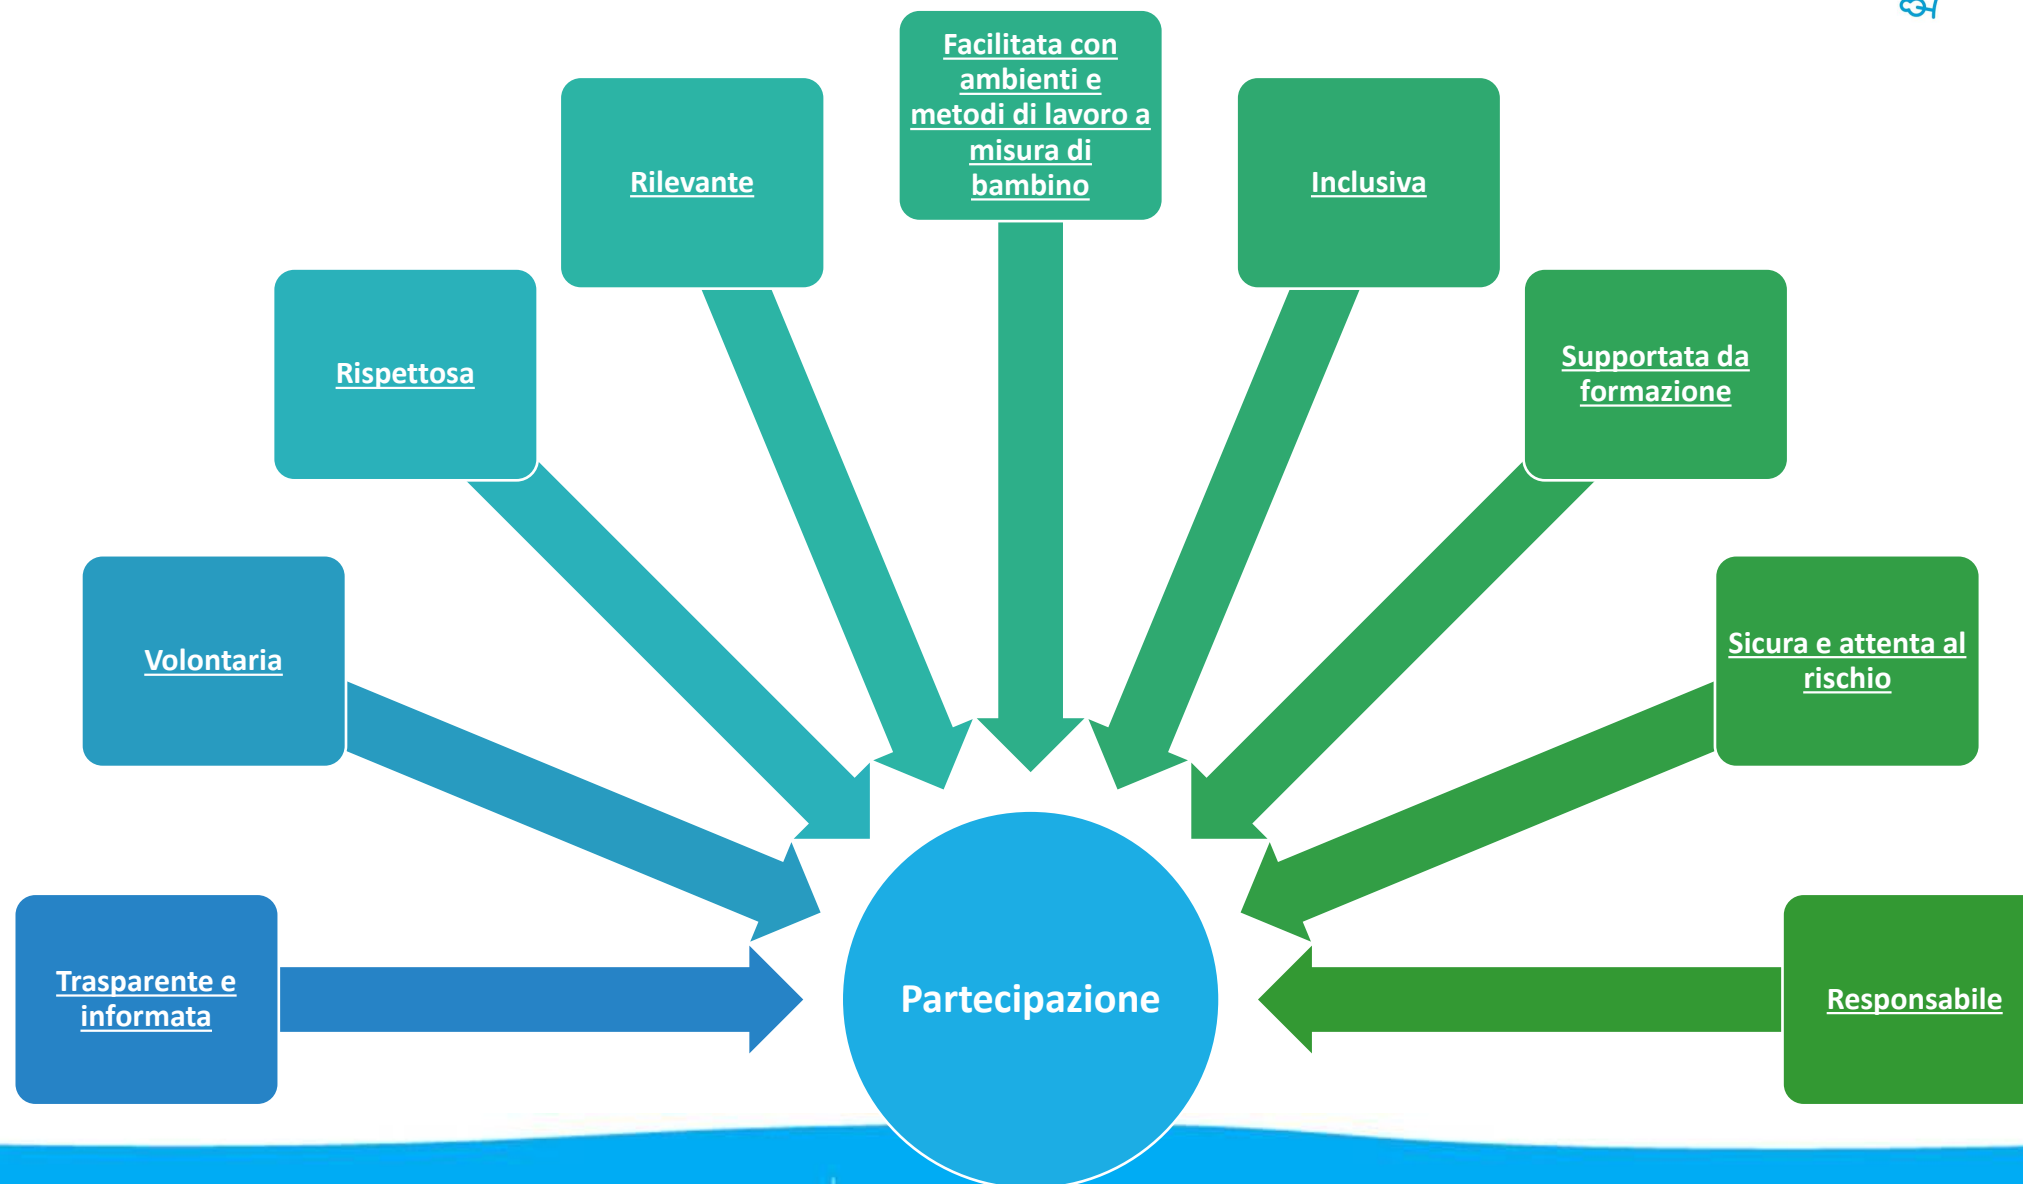 Facilitata con
ambienti e
metodi di lavoro a
misura di
bambino
Rilevante
Inclusiva
Rispettosa
Supportata da
formazione
Volontaria
Sicura e attenta al
rischio
Trasparente e
informata
Partecipazione
Responsabile